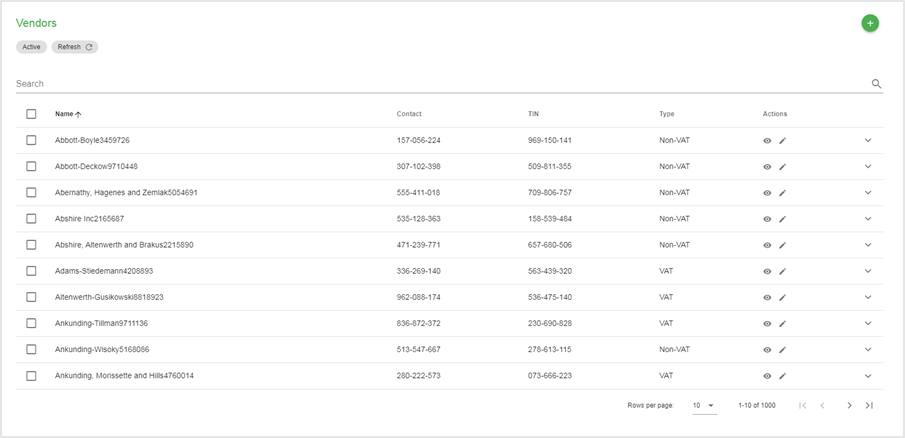 Vendors
+
Active Refresh
Search
Name Contact TIN Type Actions
Abbott-Boyle3459726 157-056-224 969-150-141 Non-VAT
Abbott-Deckow9710448 307-102-398 509-811-355 Non-VAT
Abernathy, Hagenes and Zemlak5054691 555-411-018 709-806-757 Non-VAT
Abshire Inc2165687 535-128-363 158-539-484 Non-VAT
Abshire, Altenwerth and Brakus2215890 471-239-771 657-680-506 Non-VAT
Adams-Stiedemann4208893 336-269-140 563-439-320 VAT
Altenwerth-Gusikowski8818923 962-088-174 536-475-140 VAT
Ankunding-Tillman9711136 836-872-372 230-690-828 VAT
Ankunding-Wisoky5168086 513-547-667 278-613-115 Non-VAT
Ankunding, Morissette and Hills4760014 280-222-573 073-666-223 VAT
Rows per page: 10 1-10 of 1000